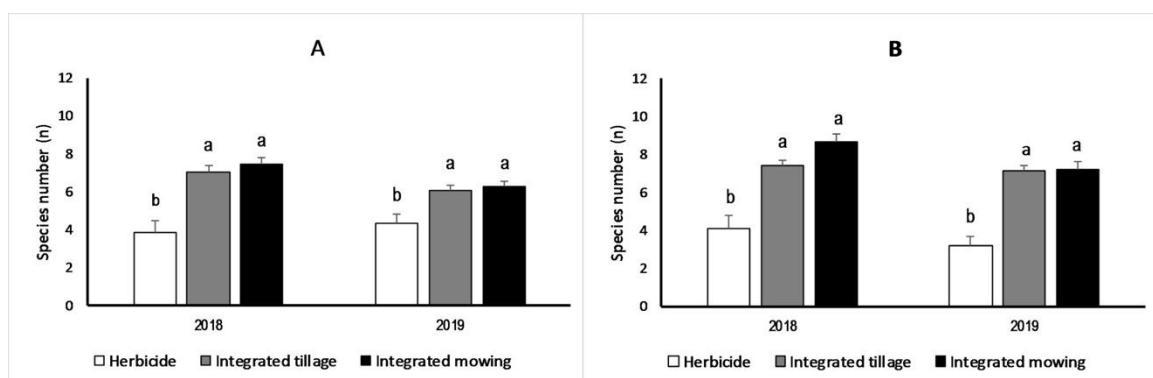 A
Species number (n)
12
10
8
6
4
2
0
b
a
a
b
a
a
2018
2019
Herbicide
Integrated tillage
Integrated mowing
B
Species number (n)
12
10
8
6
4
2
0
b
a
a
b
a
a
2018
2019
Herbicide
Integrated tillage
Integrated mowing